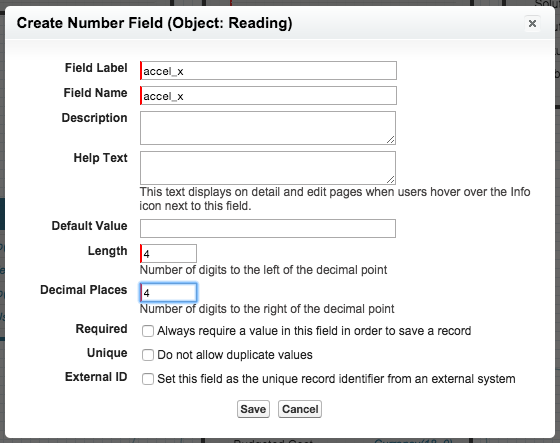 Create Number Field (Object: Reading)
Field Label accel_x
Field Name accel_x
Description
Help Text
This text displays on detail and edit pages when users hover over the Info
icon next to this field.
Default Value
Length 4
Number of digits to the left of the decimal point
Decimal Places 4
Number of digits to the right of the decimal point
Required Always require a value in this field in order to save a record
Unique Do not allow duplicate values
External ID Set this field as the unique record identifier from an external system
Save Cancel